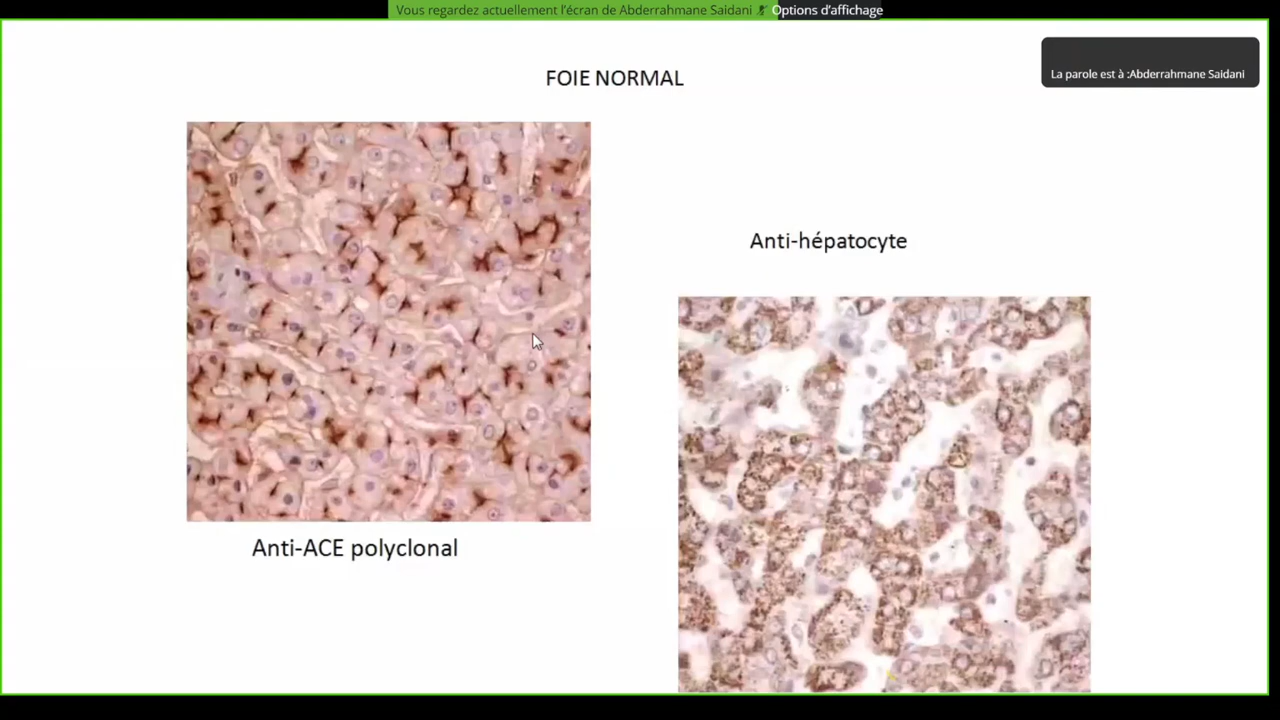 Vous regardez actuellement l'écran de Abderrahmane Saidani
Options d'affichage
La parole est à :Abderrahmane Saidani
FOIE NORMAL
Anti-hépatocyte
Anti-ACE polyclonal